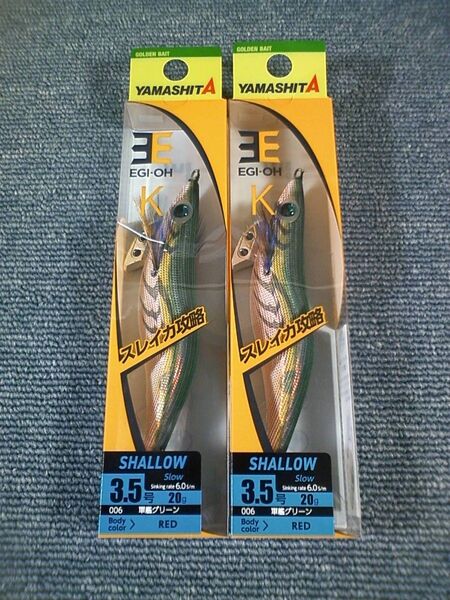 GOLDEN BAIT
YAMASHITA
EGI-OH
K
スレイカ攻略
SHALLOW
Slow
Sinking rate 6.0s/m
3.5号 20g
006 軍艦グリーン
Body color > RED
GOLDEN BAIT
YAMASHITA
EGI-OH
K
スレイカ攻略
SHALLOW
Slow
Sinking rate 6.0s/m
3.5号 20g
006 軍艦グリーン
Body color > RED